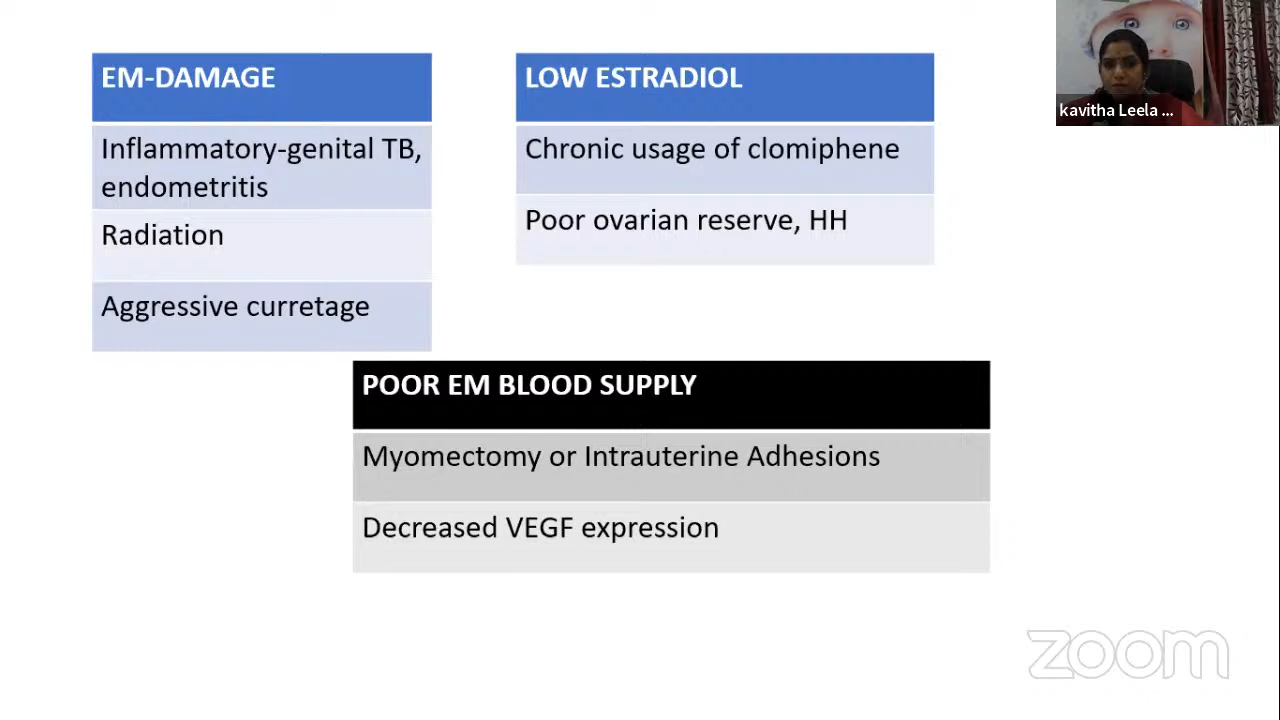 EM-DAMAGE
Inflammatory-genital TB,
endometritis
Radiation
Aggressive curretage
LOW ESTRADIOL
Chronic usage of clomiphene
Poor ovarian reserve, HH
POOR EM BLOOD SUPPLY
Myomectomy or Intrauterine Adhesions
Decreased VEGF expression
kavitha Leela ...
zoom